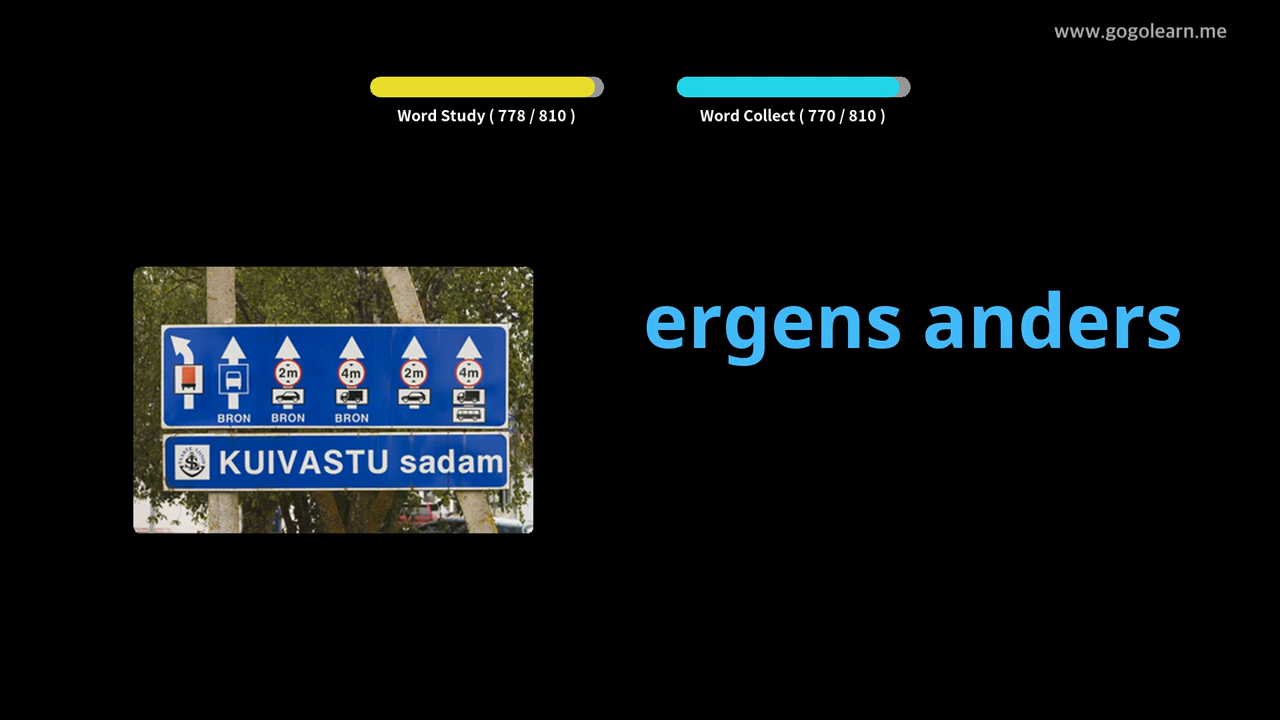 www.gogolearn.me
Word Study ( 778 / 810 )
Word Collect ( 770 / 810 )
ergens anders
2m 4m 2m 4m
BRON BRON BRON
KUIVASTU sadam